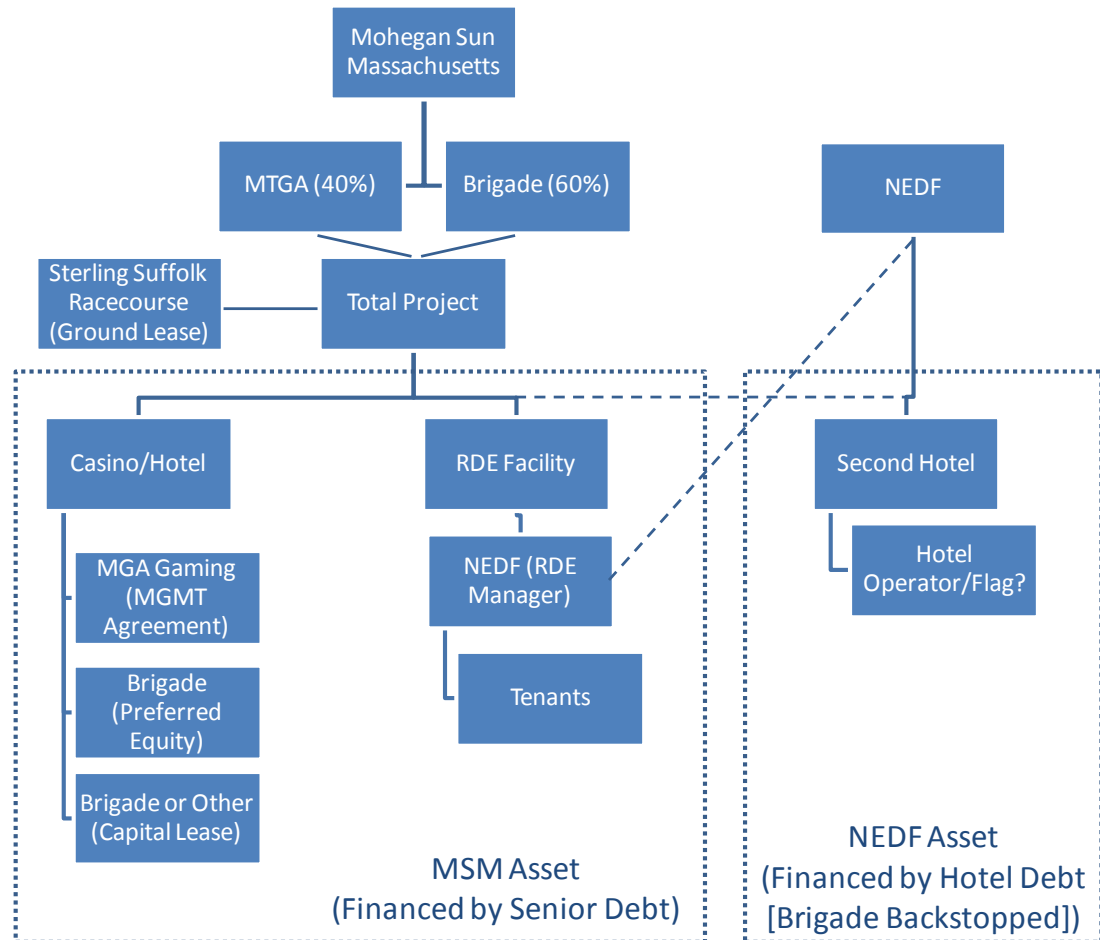 Mohegan Sun
Massachusetts
MTGA (40%)
Brigade (60%)
NEDF
Sterling Suffolk
Racecourse
(Ground Lease)
Total Project
Casino/Hotel
RDE Facility
Second Hotel
MGA Gaming
(MGMT
Agreement)
NEDF (RDE
Manager)
Hotel
Operator/Flag?
Brigade
(Preferred
Equity)
Tenants
Brigade or Other
(Capital Lease)
MSM Asset
(Financed by Senior Debt)
NEDF Asset
(Financed by Hotel Debt
[Brigade Backstopped])